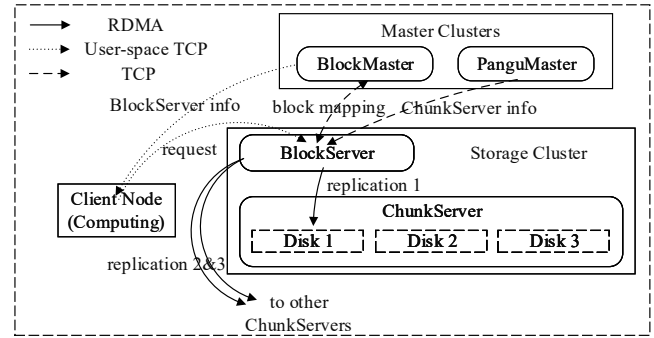 RDMA
User-space TCP
TCP
Master Clusters
BlockMaster
PanguMaster
BlockServer info
block mapping
ChunkServer info
request
BlockServer
Storage Cluster
replication 1
Client Node
(Computing)
ChunkServer
Disk 1
Disk 2
Disk 3
replication 2&3
to other
ChunkServers